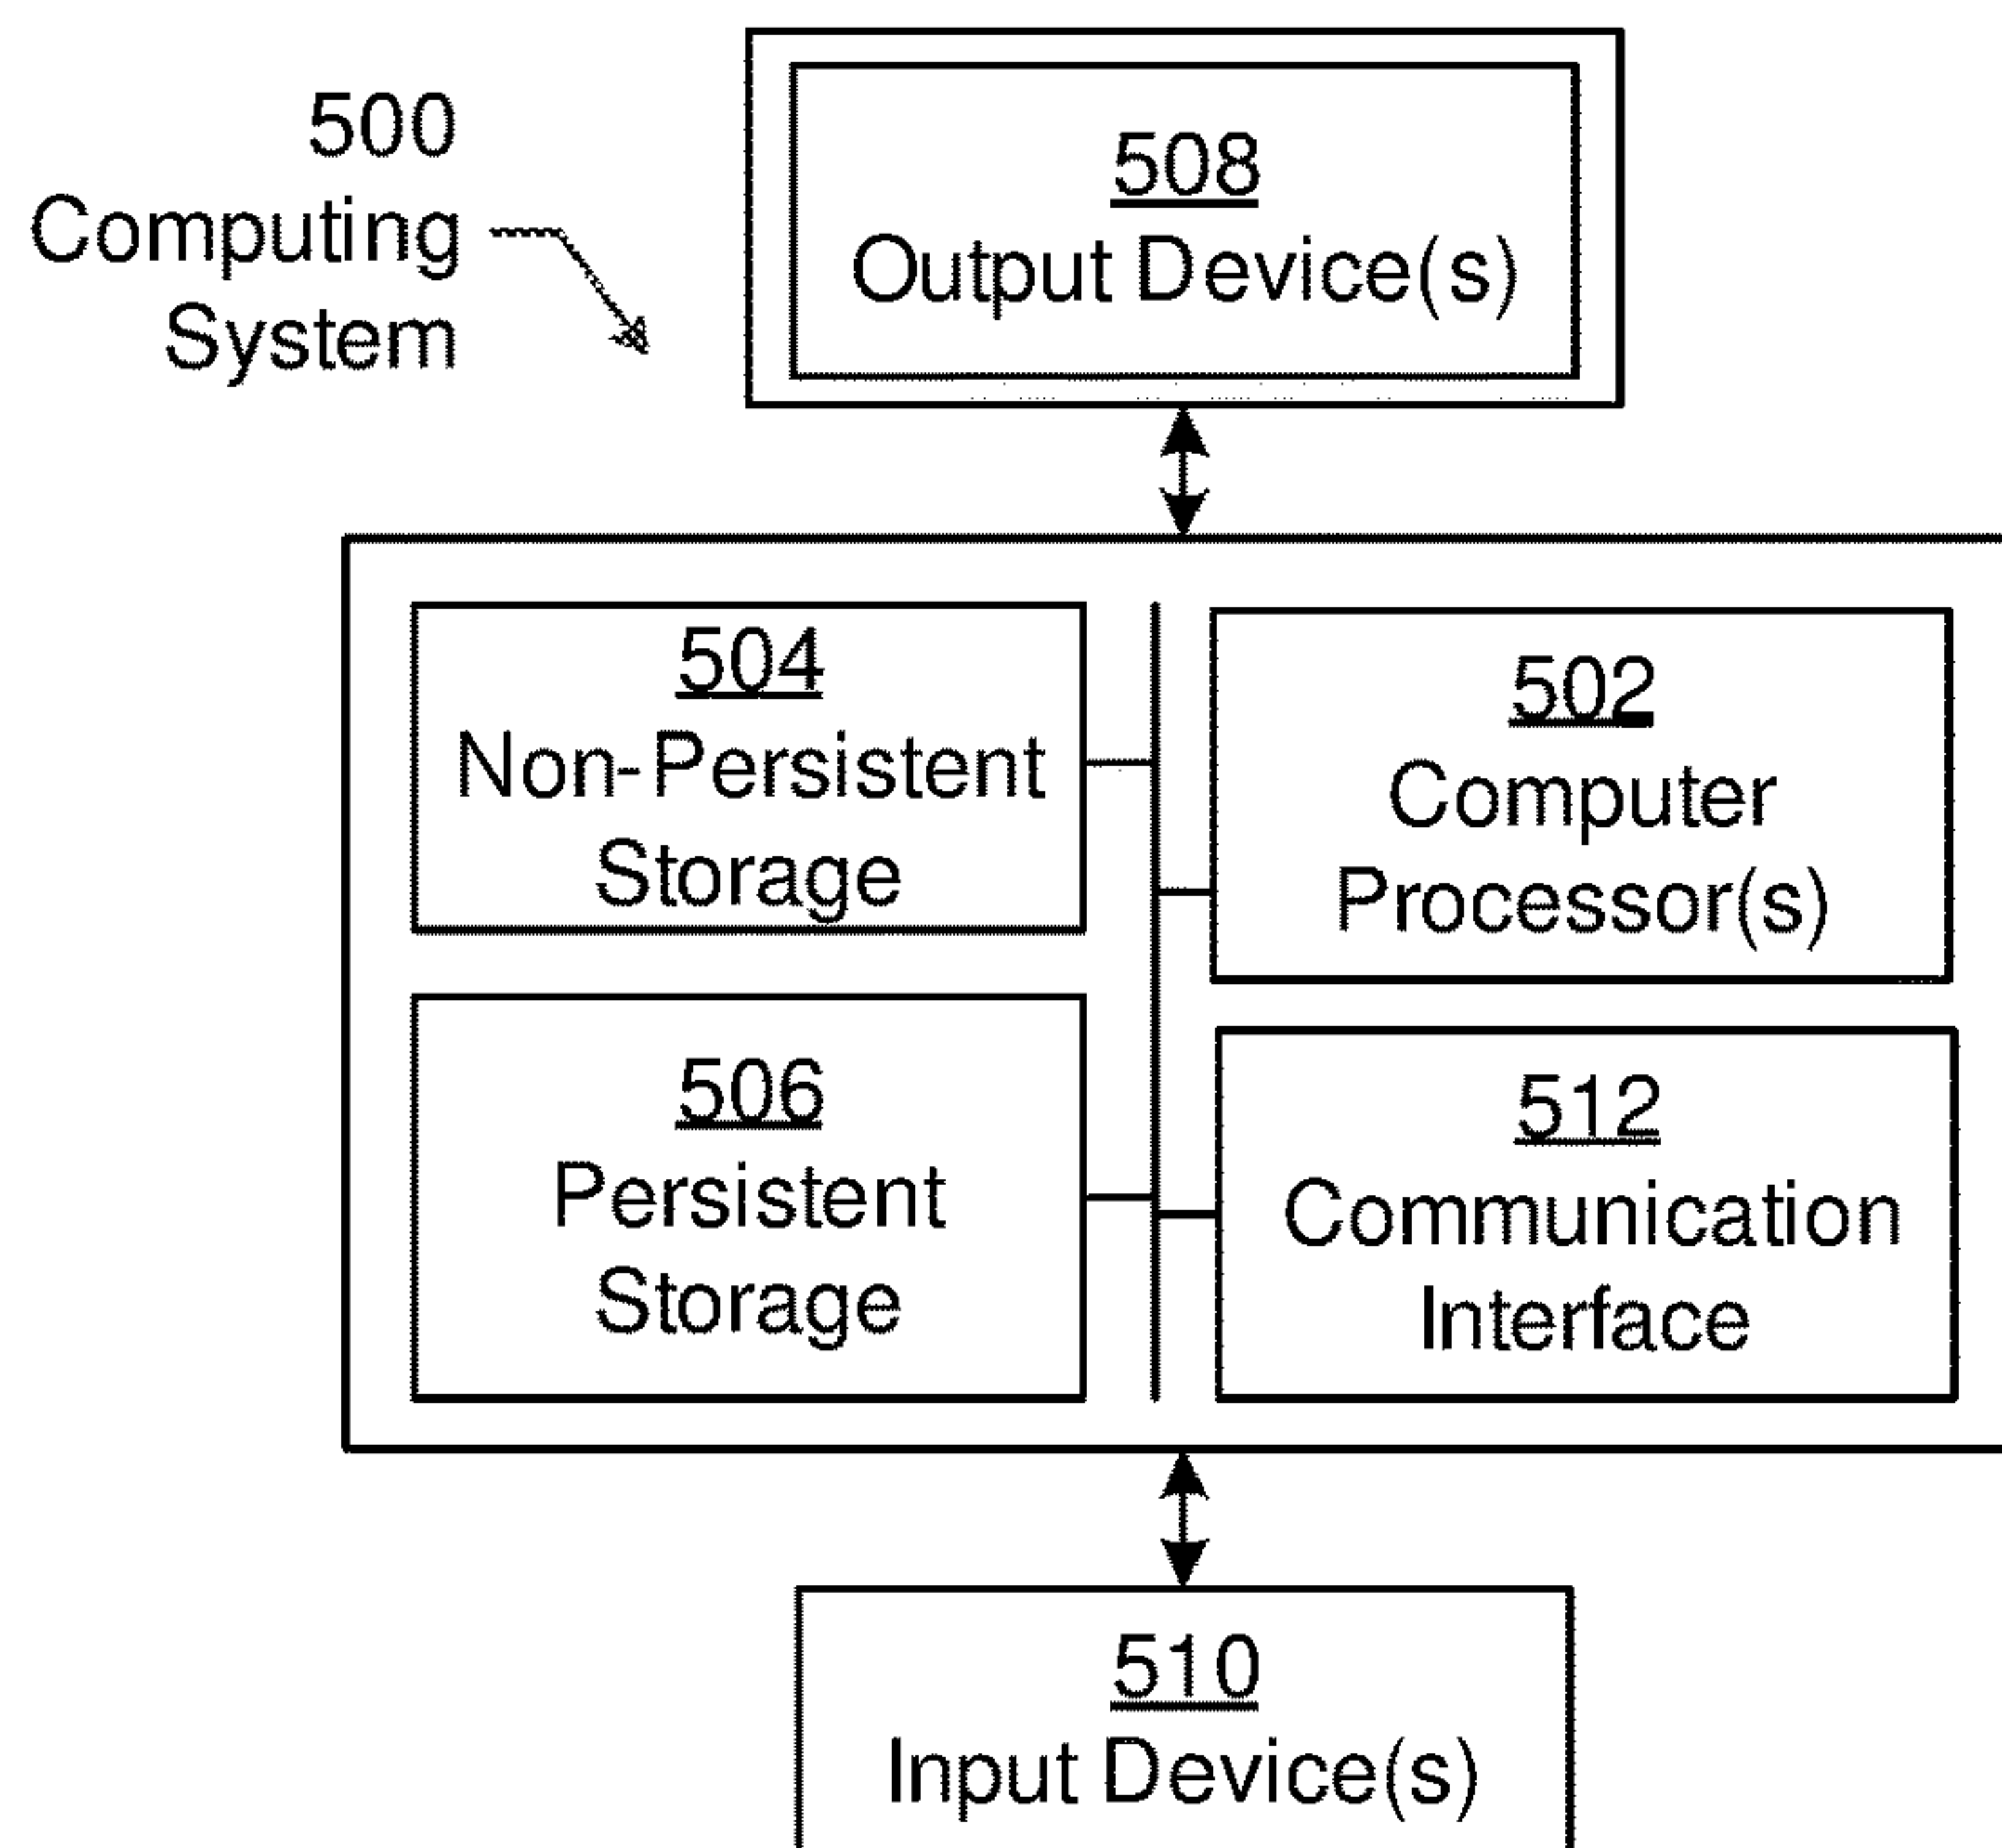 500
Computing
System
508
Output Device(s)
504
Non-Persistent
Storage
502
Computer
Processor(s)
506
Persistent
Storage
512
Communication
Interface
510
Input Device(s)